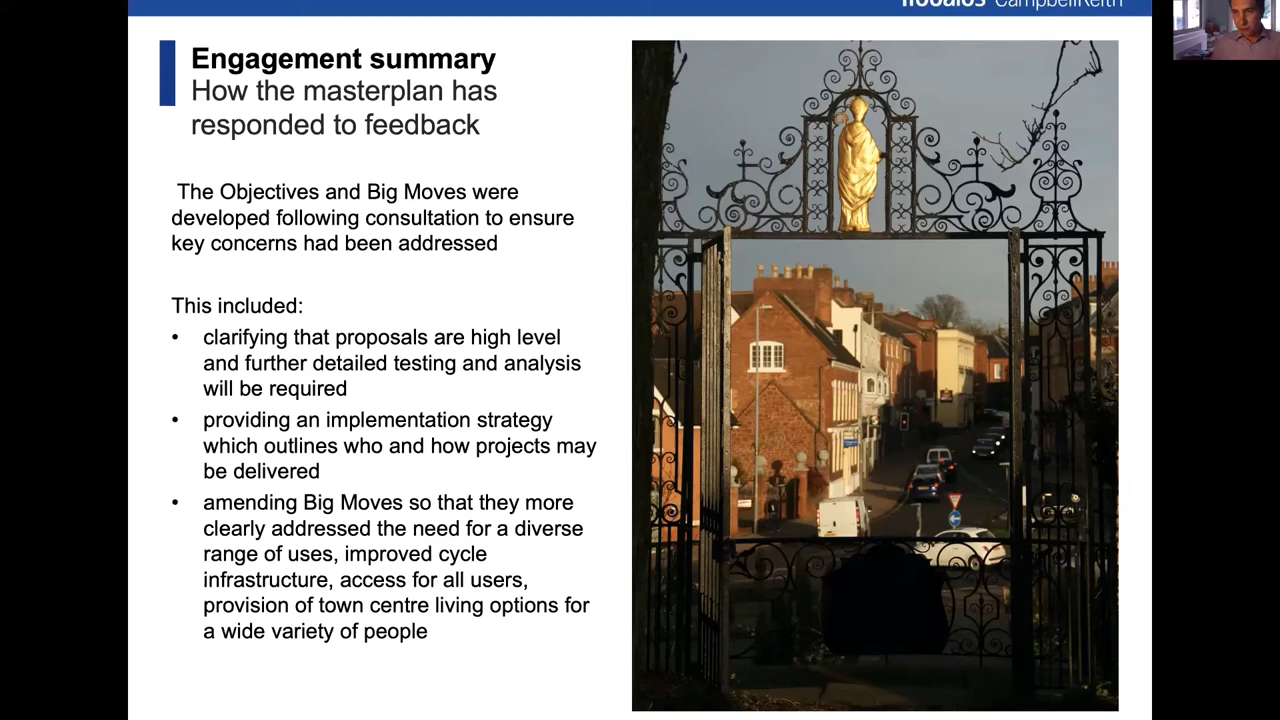 CampbellKeith
Engagement summary
How the masterplan has
responded to feedback
The Objectives and Big Moves were
developed following consultation to ensure
key concerns had been addressed
This included:
• clarifying that proposals are high level
and further detailed testing and analysis
will be required
• providing an implementation strategy
which outlines who and how projects may
be delivered
• amending Big Moves so that they more
clearly addressed the need for a diverse
range of uses, improved cycle
infrastructure, access for all users,
provision of town centre living options for
a wide variety of people